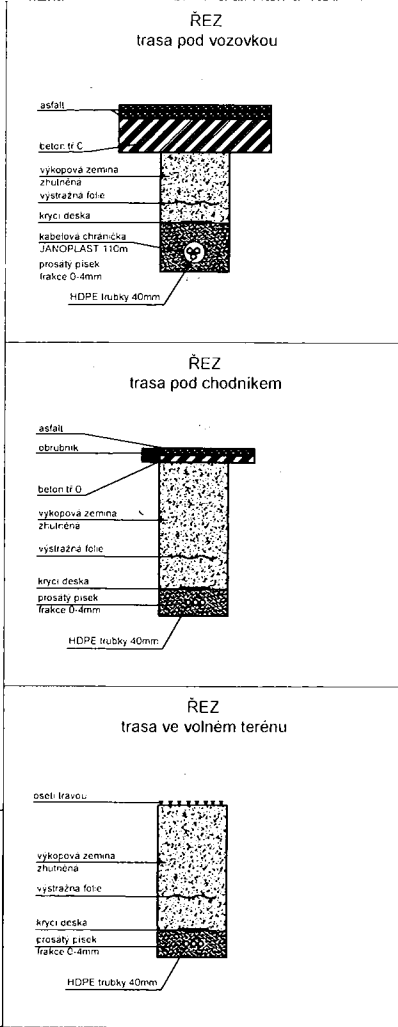 ŘEZ
trasa pod vozovkou
asfalt
beton tř C
výkopová zemina
zhutněna
výstražná folie
krycí deska
kabelová chránička
JANOPLAST 110m
prosátý písek
frakce 0-4mm
HDPE trubky 40mm
ŘEZ
trasa pod chodníkem
asfalt
obrubník
beton tř O
výkopová zemina
zhutněná
výstražná folie
krycí deska
prosátý písek
frakce 0-4mm
HDPE trubky 40mm
ŘEZ
trasa ve volném terénu
osetí travou
výkopová zemina
zhutněná
výstražná folie
krycí deska
prosátý písek
frakce 0-4mm
HDPE trubky 40mm